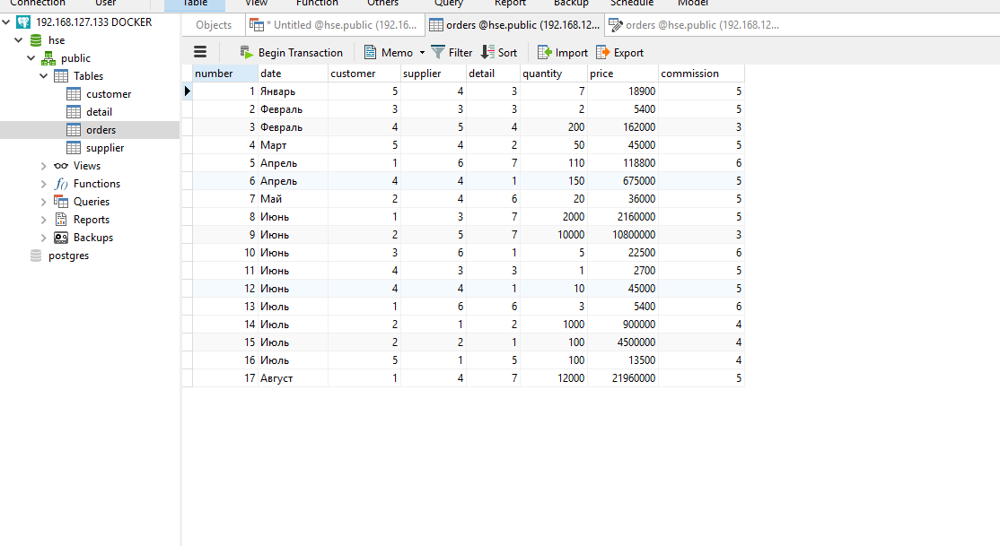 Connection User Table View Function Others Query Report Backup Schedule Model
192.168.127.133 DOCKER
hse
public
Tables
customer
detail
orders
supplier
Views
Functions
Queries
Reports
Backups
postgres
Objects * Untitled @hse.public (192.16... orders @hse.public (192.168.12... orders @hse.public (192.168.12...
Begin Transaction Memo Filter Sort Import Export
number date customer supplier detail quantity price commission
1 Январь 5 4 3 7 18900 5
2 Февраль 3 3 3 2 5400 5
3 Февраль 4 5 4 200 162000 3
4 Март 5 4 2 50 45000 5
5 Апрель 1 6 7 110 118800 6
6 Апрель 4 4 1 150 675000 5
7 Май 2 4 6 20 36000 5
8 Июнь 1 3 7 2000 2160000 5
9 Июнь 2 5 7 10000 10800000 3
10 Июнь 3 6 1 5 22500 6
11 Июнь 4 3 3 1 2700 5
12 Июнь 4 4 1 10 45000 5
13 Июль 1 6 6 3 5400 6
14 Июль 2 1 2 1000 900000 4
15 Июль 2 2 1 100 4500000 4
16 Июль 5 1 5 100 13500 4
17 Август 1 4 7 12000 21960000 5